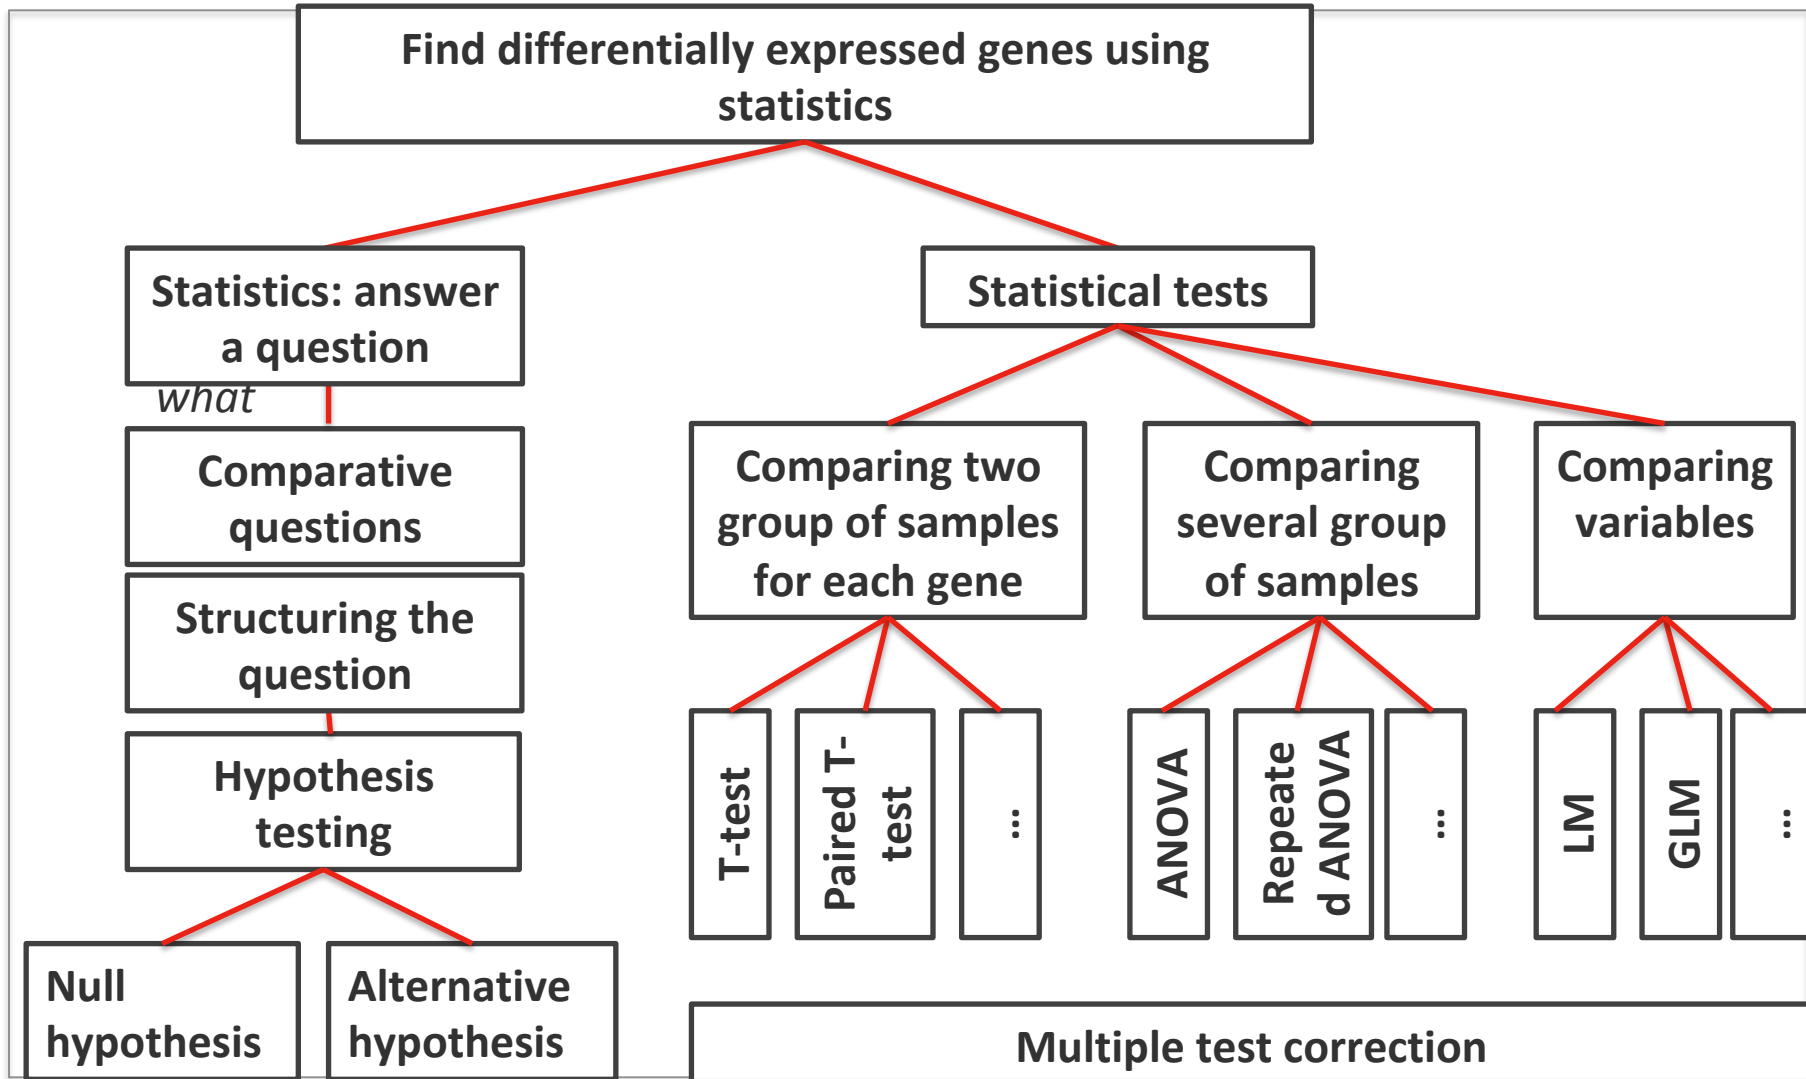 Find differentially expressed genes using
statistics
Statistics: answer
a question
Statistical tests
what
Comparative
questions
Comparing two
group of samples
for each gene
Comparing
several group
of samples
Comparing
variables
Structuring the
question
Hypothesis
testing
T-test
Paired T-
test
...
ANOVA
Repeate
d ANOVA
...
LM
GLM
...
Null
hypothesis
Alternative
hypothesis
Multiple test correction